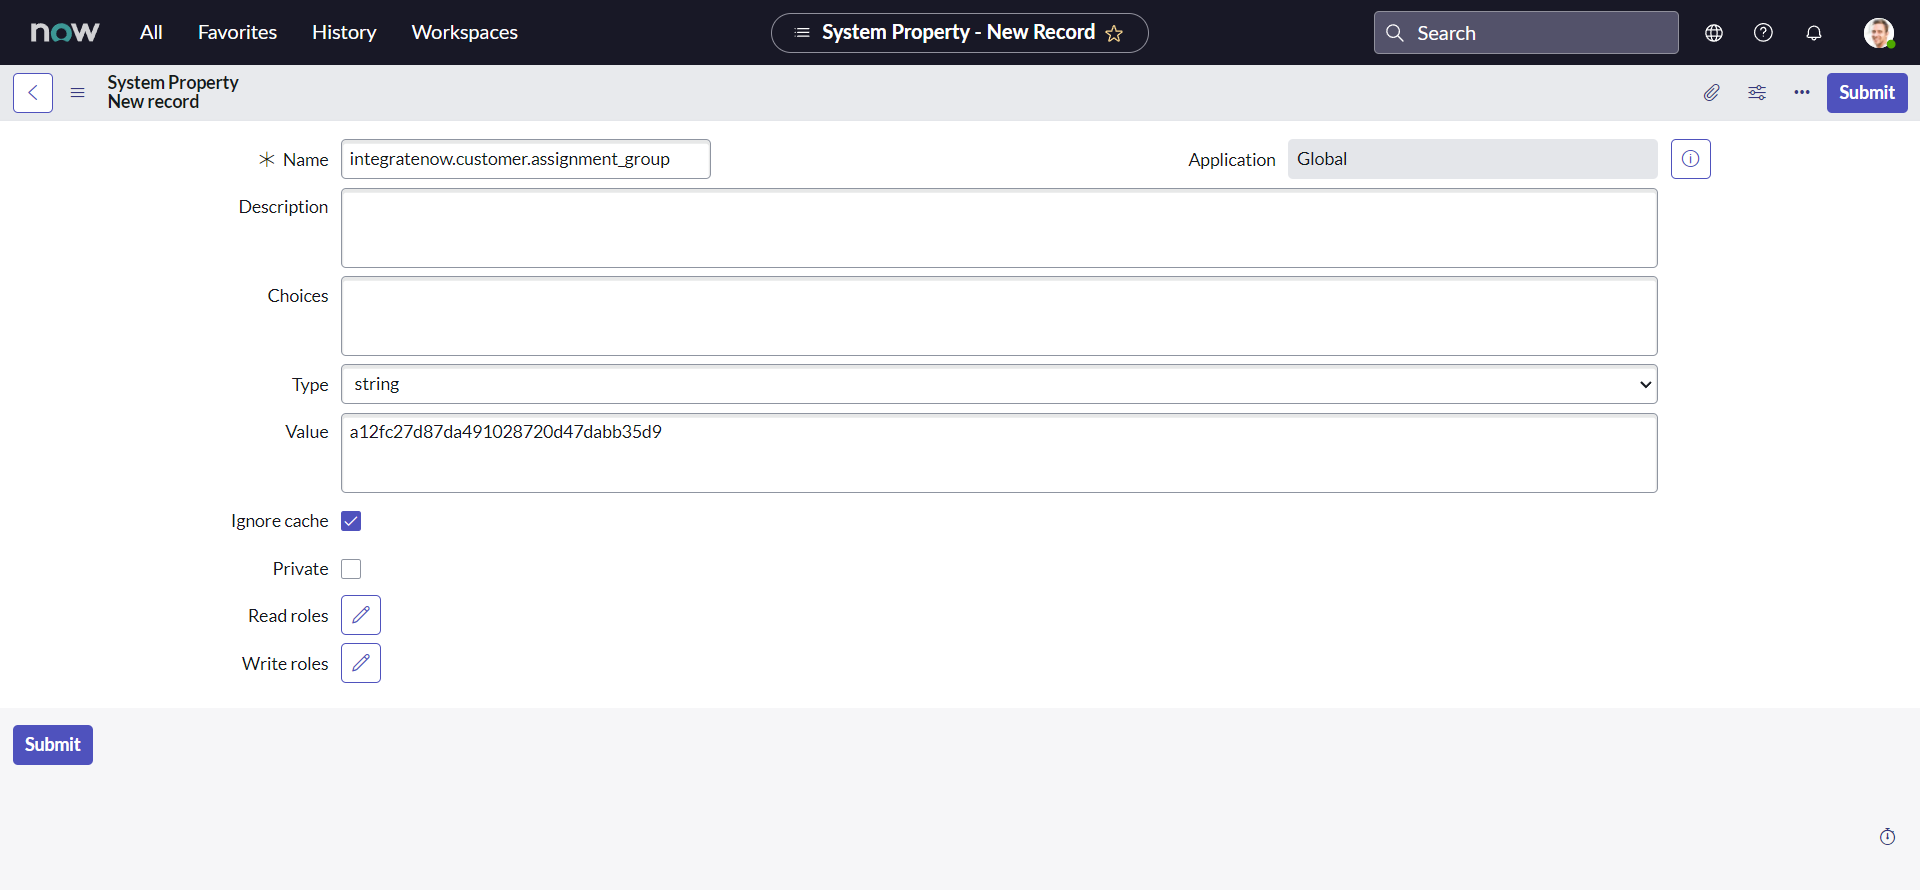 now All Favorites History Workspaces System Property - New Record Search
System Property
New record
Submit
Name integratenow.customer.assignment_group Application Global
Description
Choices
Type string
Value a12fc27d87da491028720d47dabb35d9
Ignore cache
Private
Read roles
Write roles
Submit